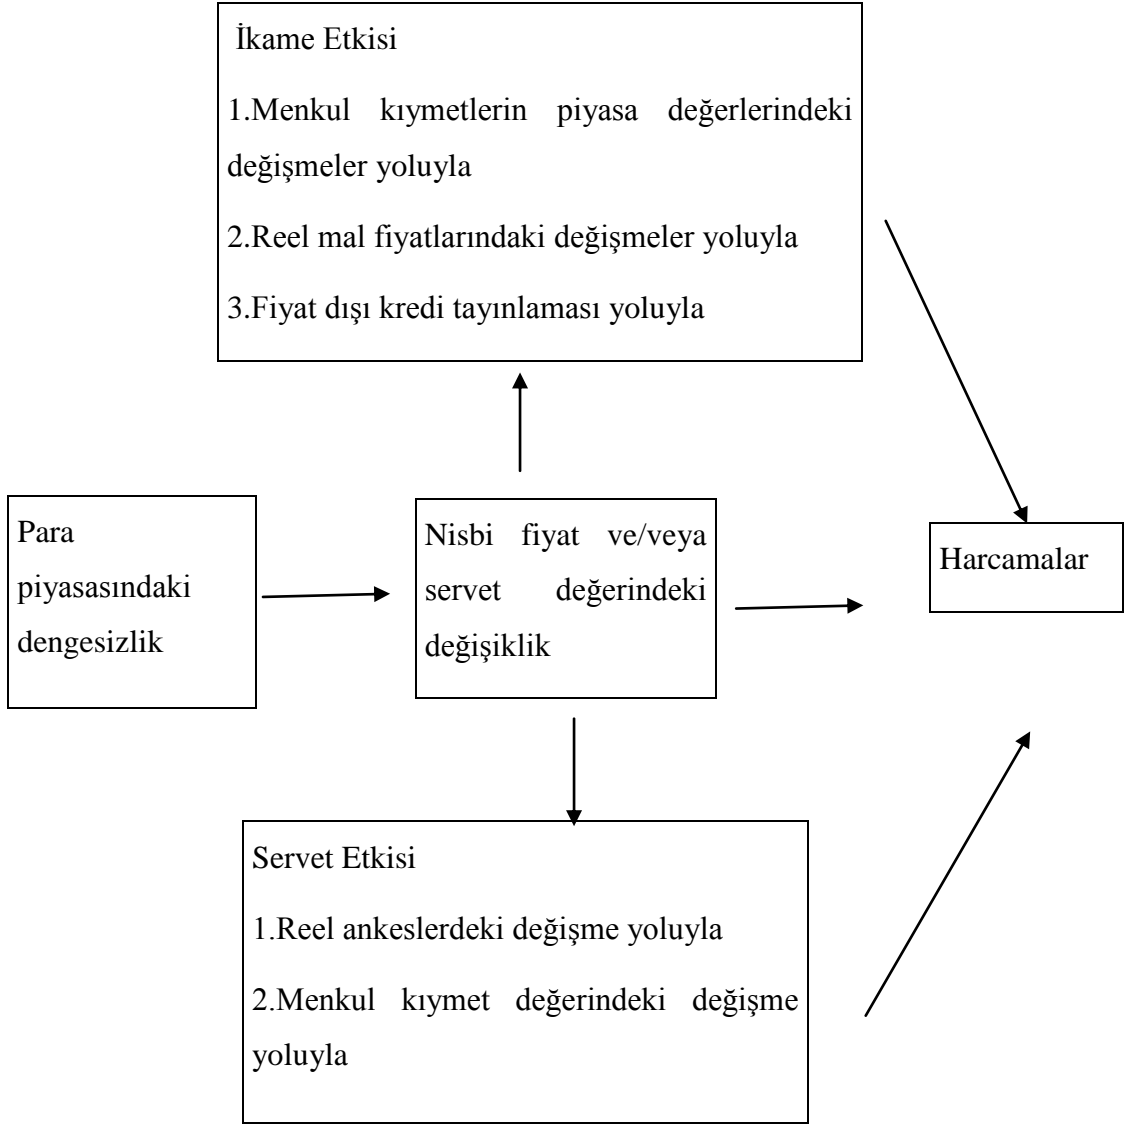 İkame Etkisi
1.Menkul kıymetlerin piyasa değerlerindeki
değişmeler yoluyla
2.Reel mal fiyatlarındaki değişmeler yoluyla
3.Fiyat dışı kredi tayınlaması yoluyla
Para
piyasasındaki
dengesizlik
Nisbi fiyat ve/veya
servet değerindeki
değişiklik
Harcamalar
Servet Etkisi
1.Reel ankeslerdeki değişme yoluyla
2.Menkul kıymet değerindeki değişme
yoluyla